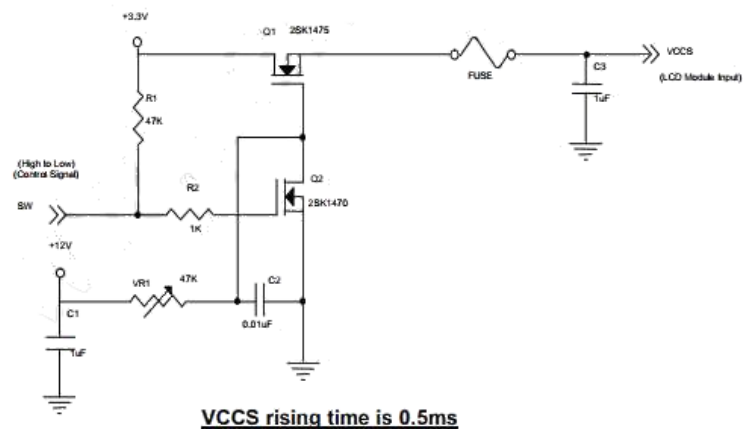 +3.3V
Q1
2SK1475
VCCS
(LCD Module Input)
FUSE
C3
1uF
R1
47K
(High to Low)
(Control Signal)
SW
R2
1K
Q2
2SK1470
+12V
VR1
47K
C1
1uF
C2
0.01uF
VCCS rising time is 0.5ms